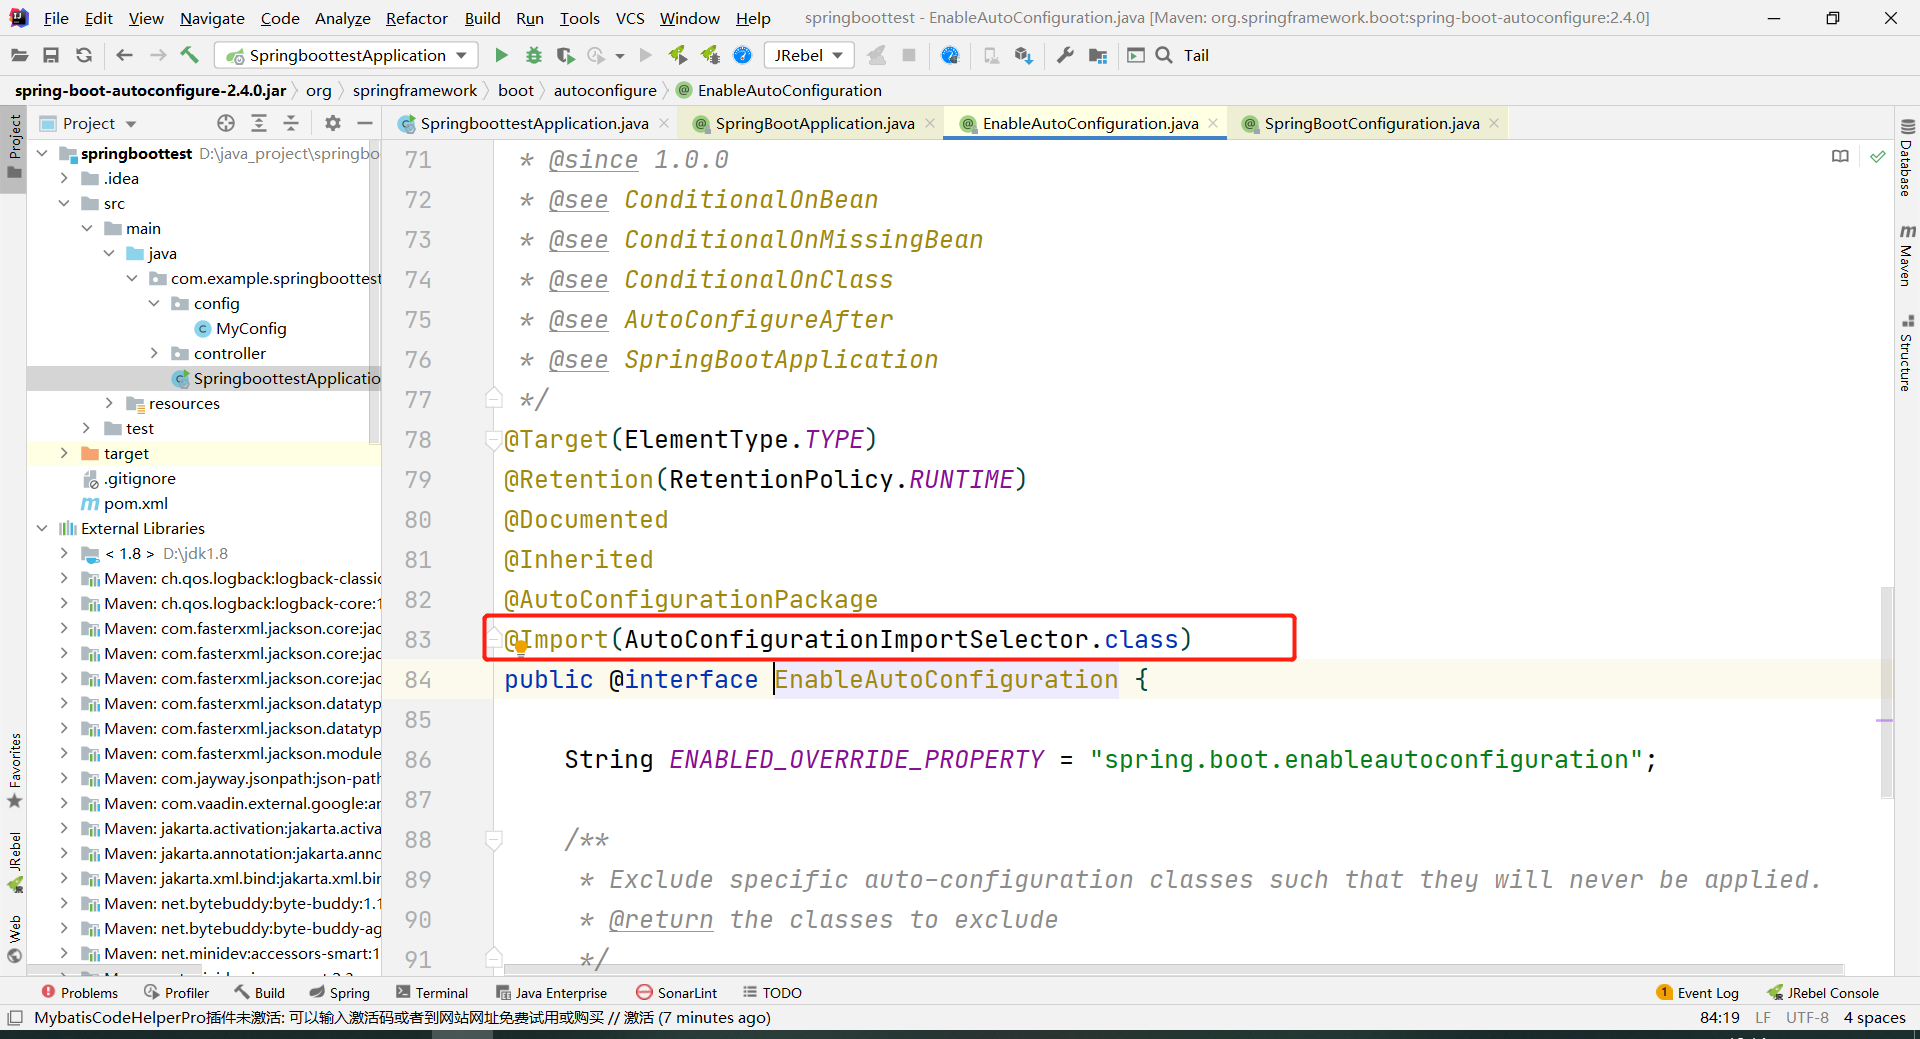 File Edit View Navigate Code Analyze Refactor Build Run Tools VCS Window Help springboottest - EnableAutoConfiguration.java [Maven: org.springframework.boot:spring-boot-autoconfigure:2.4.0]
SpringboottestApplication JRebel Tail
spring-boot-autoconfigure-2.4.0.jar org springframework boot autoconfigure EnableAutoConfiguration
Project
SpringboottestApplication.java SpringBootApplication.java EnableAutoConfiguration.java SpringBootConfiguration.java
springboottest D:\java_project\springbo
.idea
src
main
java
com.example.springboottest
config
MyConfig
controller
SpringboottestApplicatio
resources
test
target
.gitignore
pom.xml
External Libraries
< 1.8 > D:\jdk1.8
Maven: ch.qos.logback:logback-classic
Maven: ch.qos.logback:logback-core:1
Maven: com.fasterxml.jackson.core:jac
Maven: com.fasterxml.jackson.core:jac
Maven: com.fasterxml.jackson.core:jac
Maven: com.fasterxml.jackson.datatyp
Maven: com.fasterxml.jackson.datatyp
Maven: com.fasterxml.jackson.module
Maven: com.jayway.jsonpath:json-path
Maven: com.vaadin.external.google:an
Maven: jakarta.activation:jakarta.activa
Maven: jakarta.annotation:jakarta.anno
Maven: jakarta.xml.bind:jakarta.xml.bin
Maven: net.bytebuddy:byte-buddy:1.1
Maven: net.bytebuddy:byte-buddy-ag
Maven: net.minidev:accessors-smart:1
71 * @since 1.0.0
72 * @see ConditionalOnBean
73 * @see ConditionalOnMissingBean
74 * @see ConditionalOnClass
75 * @see AutoConfigureAfter
76 * @see SpringBootApplication
77 */
78 @Target(ElementType.TYPE)
79 @Retention(RetentionPolicy.RUNTIME)
80 @Documented
81 @Inherited
82 @AutoConfigurationPackage
83 @Import(AutoConfigurationImportSelector.class)
84 public @interface EnableAutoConfiguration {
85
86 String ENABLED_OVERRIDE_PROPERTY = "spring.boot.enableautoconfiguration";
87
88 /**
89 * Exclude specific auto-configuration classes such that they will never be applied.
90 * @return the classes to exclude
91 */
Project
Favorites
JRebel
Web
Database
Maven
Structure
Problems Profiler Build Spring Terminal Java Enterprise SonarLint TODO 1 Event Log JRebel Console
MybatisCodeHelperPro插件未激活: 可以输入激活码或者到网站网址免费试用或购买 // 激活 (7 minutes ago) 84:19 LF UTF-8 4 spaces